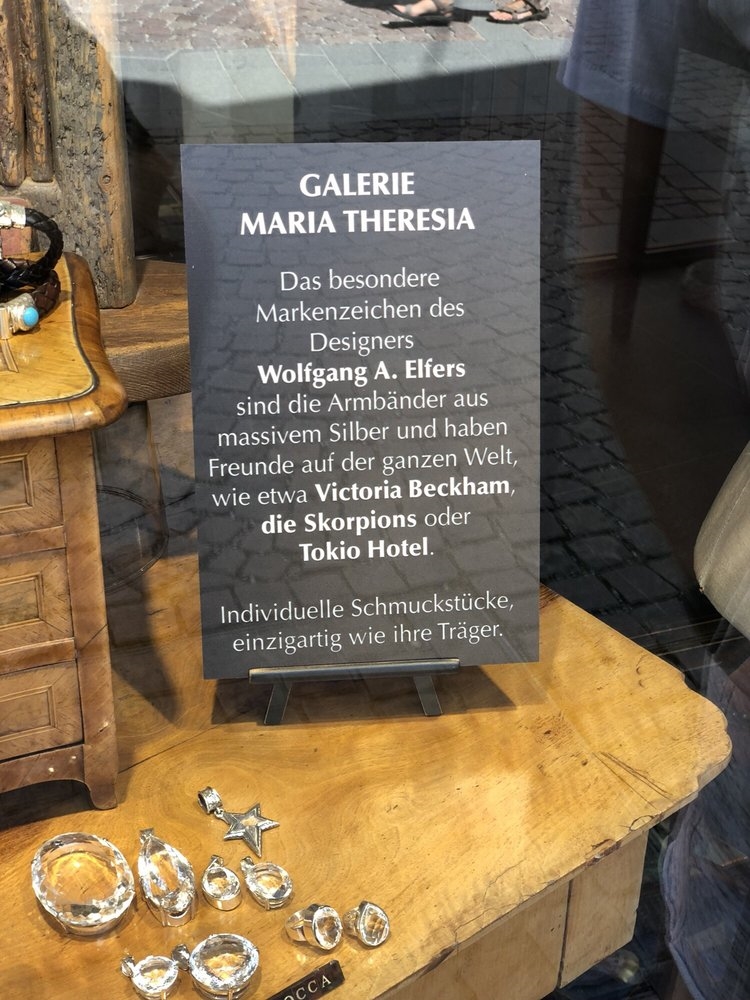 GALERIE
MARIA THERESIA
Das besondere
Markenzeichen des
Designers
Wolfgang A. Elfers
sind die Armbänder aus
massivem Silber und haben
Freunde auf der ganzen Welt,
wie etwa Victoria Beckham,
die Skorpions oder
Tokio Hotel.
Individuelle Schmuckstücke,
einzigartig wie ihre Träger.